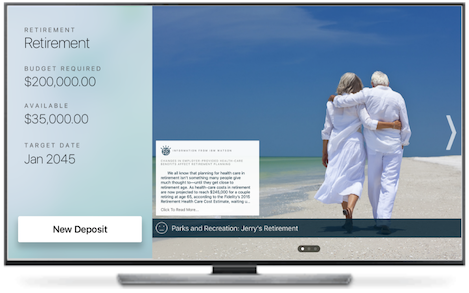 RETIREMENT
Retirement
BUDGET REQUIRED
$200,000.00
AVAILABLE
$35,000.00
TARGET DATE
Jan 2045
New Deposit
INFORMATION FROM
We all know that planning for health care in
retirement isn't something many people give
much thought to—until they get close to
retirement age. As health care costs in retirement
are now projected to reach $245,000 for a couple
retiring at age 65, according to the Fidelity's 2015
Retirement Health Care Cost Estimate, waiting u...
Click To Read More...
Parks and Recreation: Jerry's Retirement